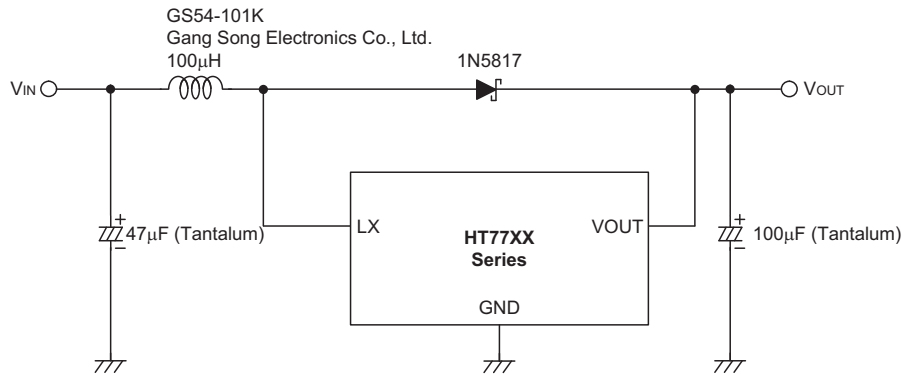 GS54-101K
Gang Song Electronics Co., Ltd.
100μH
1N5817
VIN
VOUT
+
47μF (Tantalum)
−
LX
HT77XX
Series
VOUT
GND
+
100μF (Tantalum)
−